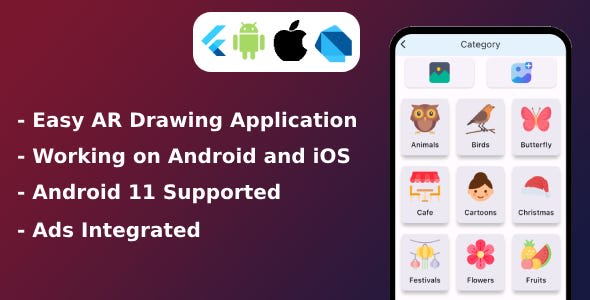 - Easy AR Drawing Application
- Working on Android and iOS
- Android 11 Supported
- Ads Integrated
Category
Animals Birds Butterfly
Cafe Cartoons Christmas
Festivals Flowers Fruits